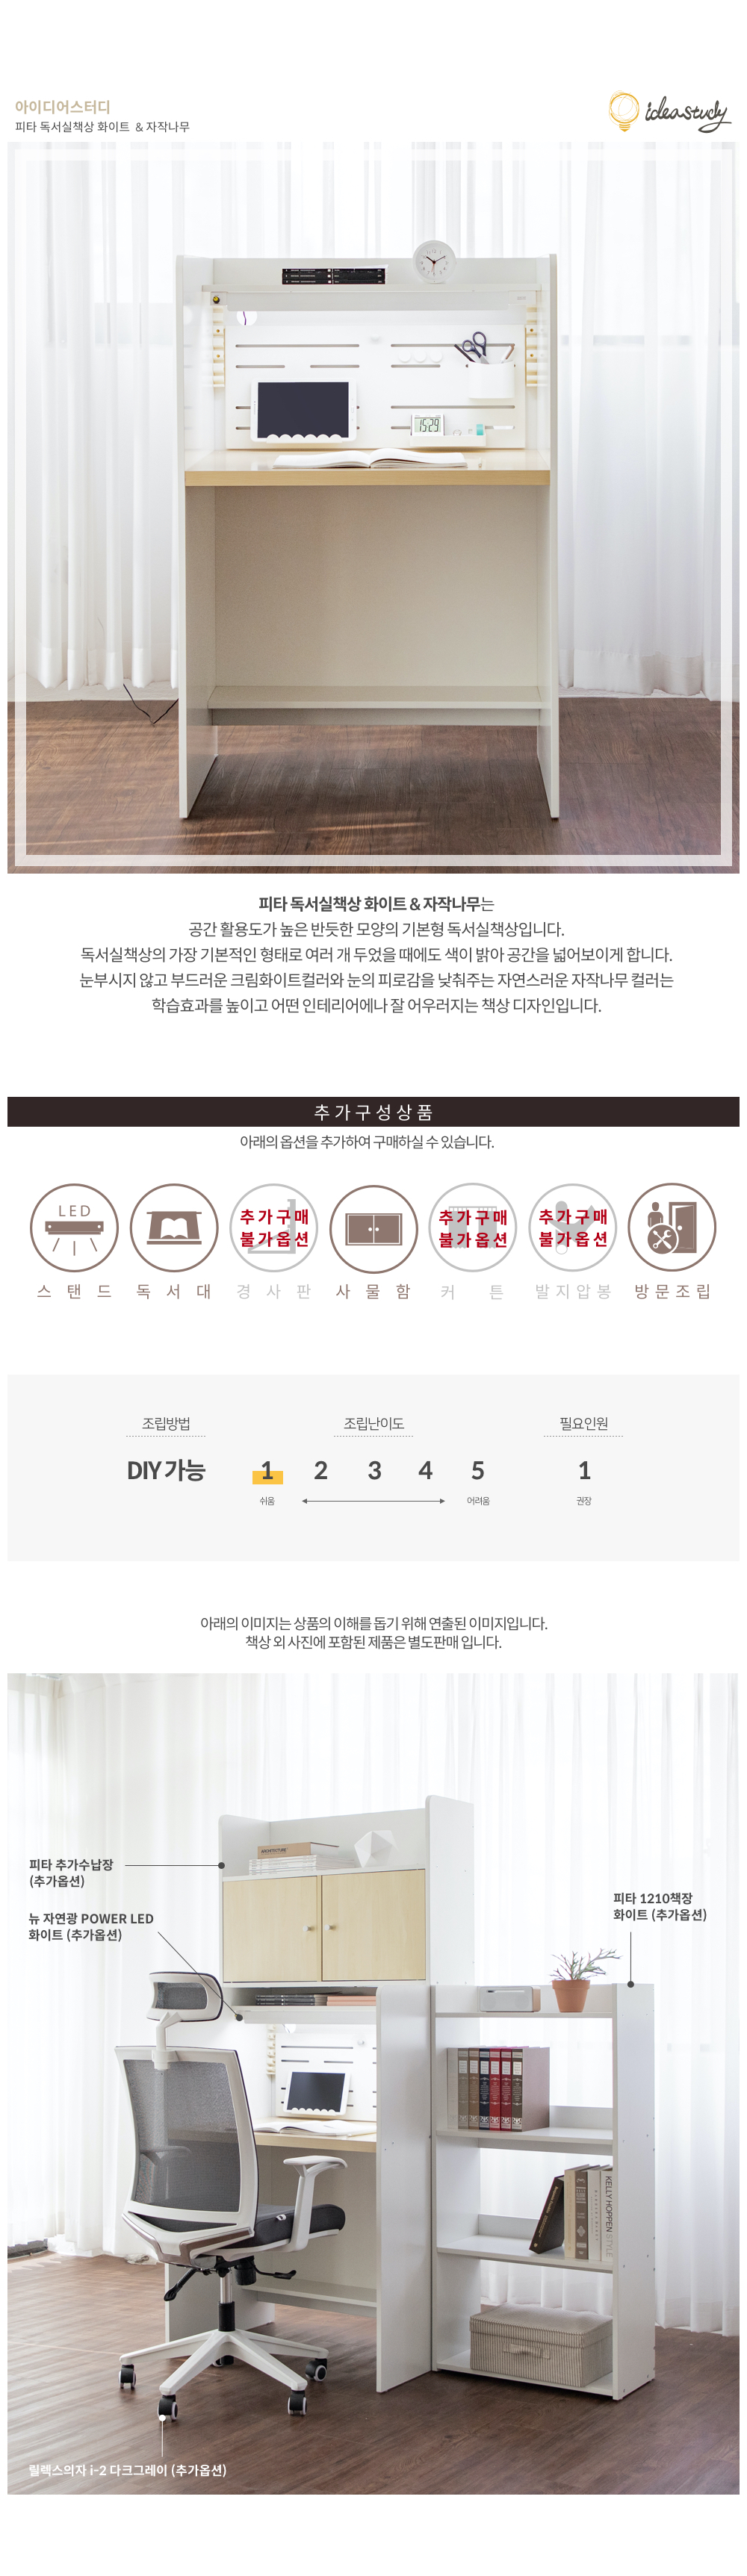 아이디어스터디
피타 독서실책상 화이트 & 자작나무
ideastudy
15:29
피타 독서실책상 화이트 & 자작나무는
공간 활용도가 높은 반듯한 모양의 기본형 독서실책상입니다.
독서실책상의 가장 기본적인 형태로 여러 개 두었을 때에도 색이 밝아 공간을 넓어보이게 합니다.
눈부시지 않고 부드러운 크림화이트컬러와 눈의 피로감을 낮춰주는 자연스러운 자작나무 컬러는
학습효과를 높이고 어떤 인테리어에나 잘 어우러지는 책상 디자인입니다.
추가구성상품
아래의 옵션을 추가하여 구매하실 수 있습니다.
LED
추가구매
불가옵션
추가구매
불가옵션
추가구매
불가옵션
스탠드 독서대 경사판 사물함 커튼 발지압봉 방문조립
조립방법 조립난이도 필요인원
DIY 가능 1 2 3 4 5 1
쉬움 어려움 권장
아래의 이미지는 상품의 이해를 돕기 위해 연출된 이미지입니다.
책상 외 사진에 포함된 제품은 별도판매 입니다.
피타 추가수납장
(추가옵션)
뉴 자연광 POWER LED
화이트 (추가옵션)
피타 1210책장
화이트 (추가옵션)
ARCHITECTURE
KELLY HOPPEN STYLE
릴렉스의자 i-2 다크그레이 (추가옵션)